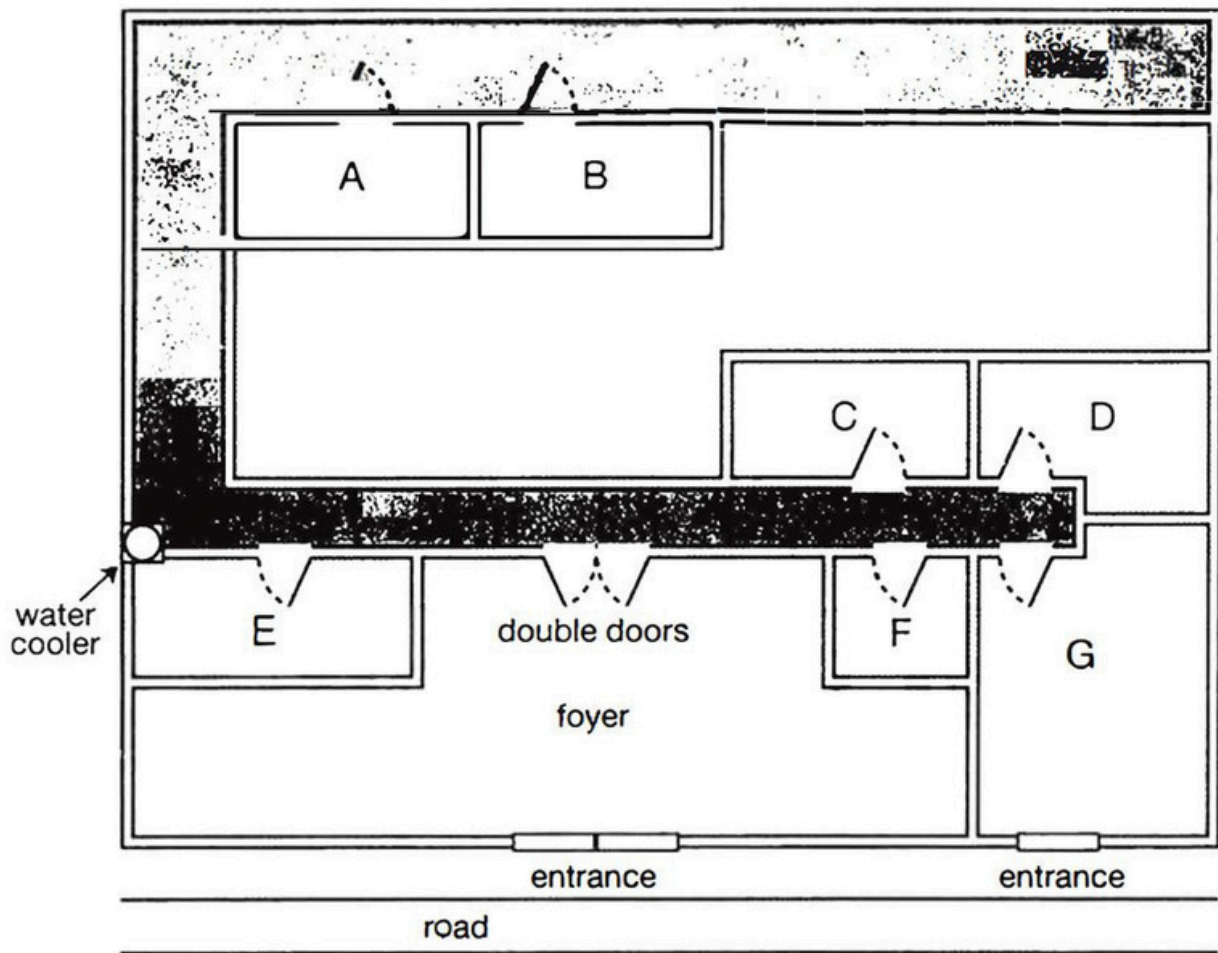 A
B
C
D
water
cooler
E
double doors
F
G
foyer
entrance
entrance
road